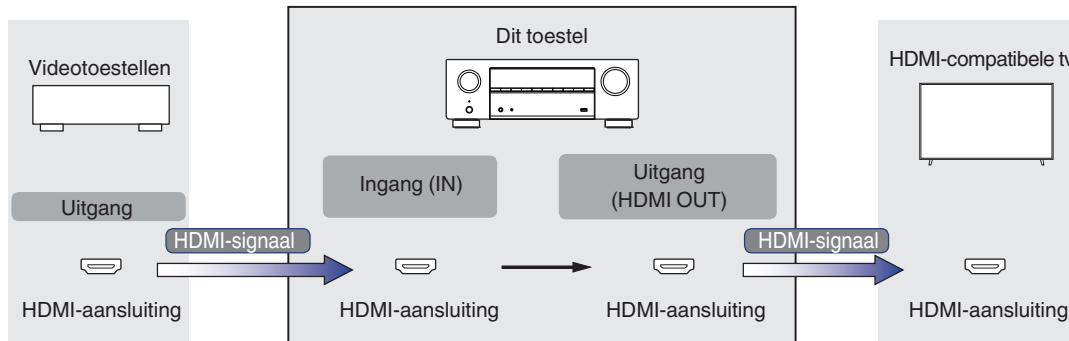 Videotoestellen
Uitgang
HDMI-signaal
HDMI-aansluiting
Dit toestel
Ingang (IN)
HDMI-aansluiting
Uitgang
(HDMI OUT)
HDMI-aansluiting
HDMI-signaal
HDMI-compatibele tv
HDMI-aansluiting